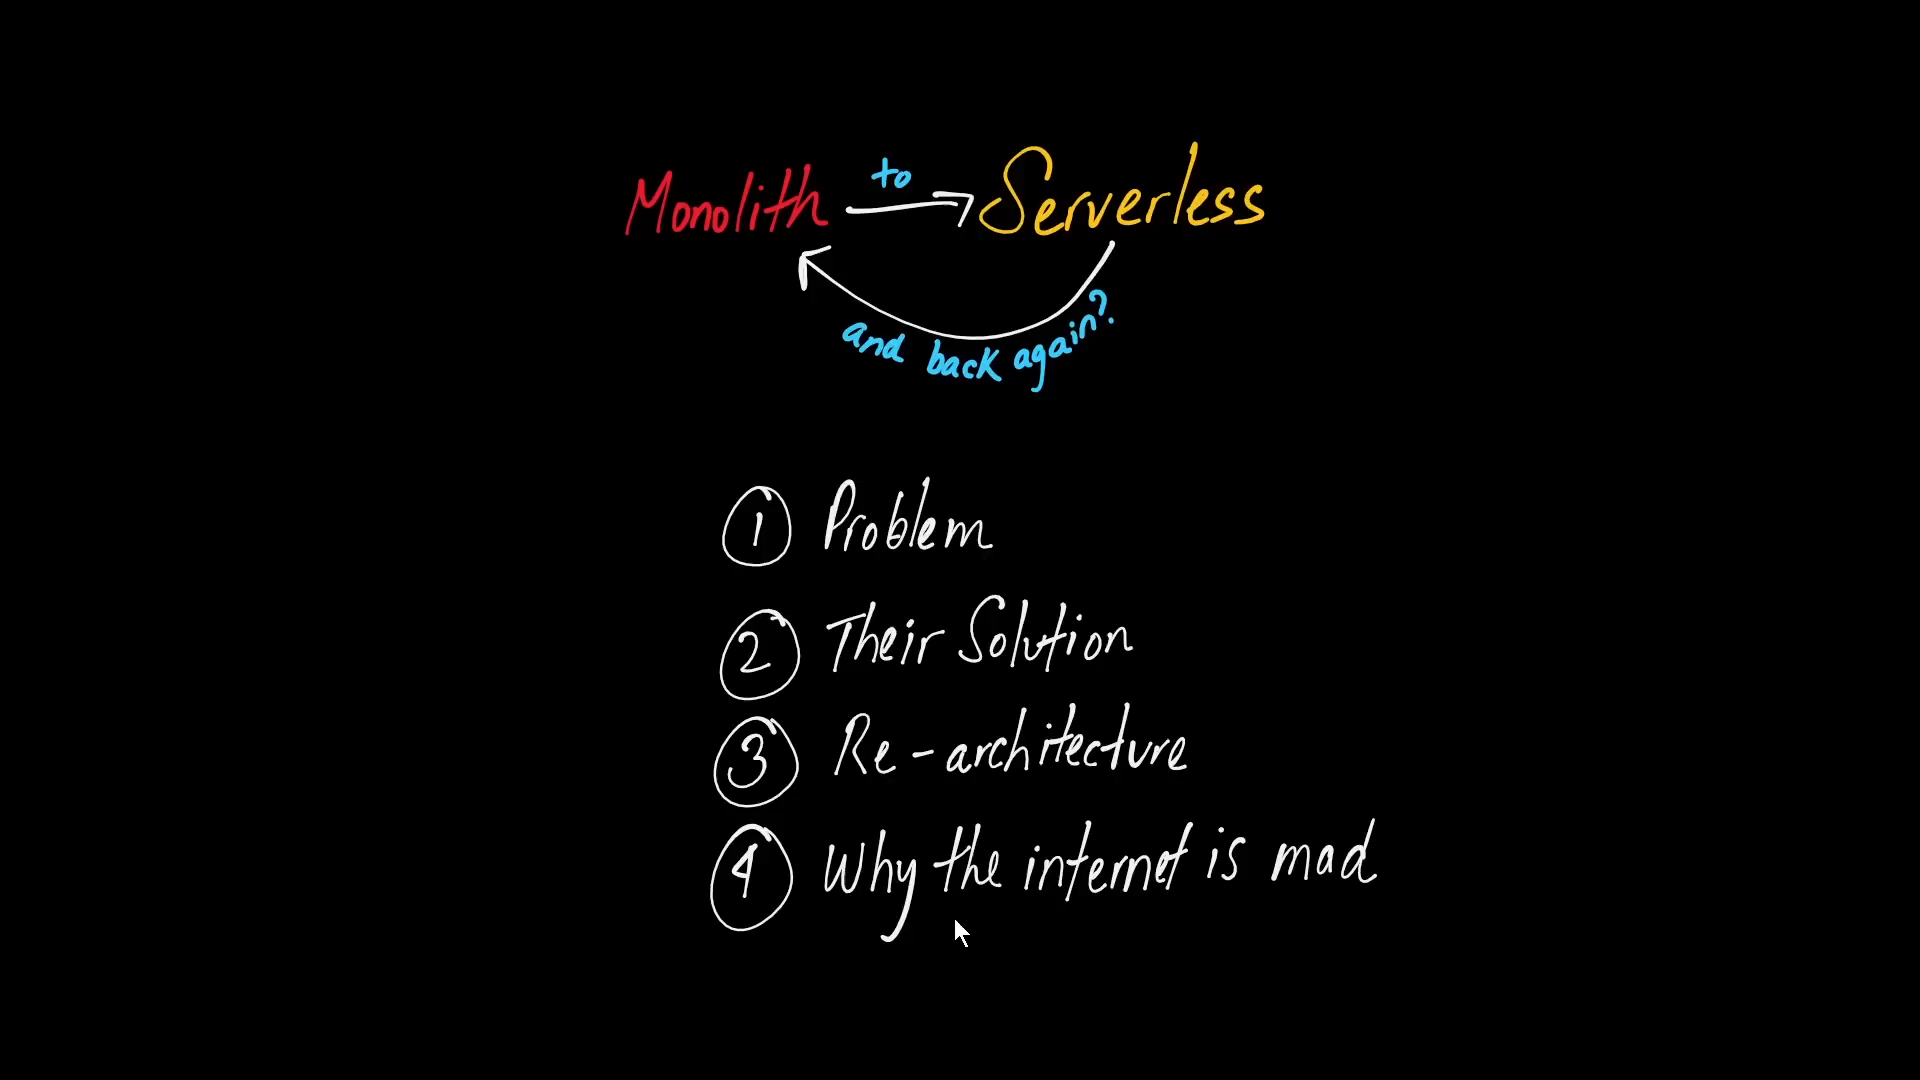 Monolith to Serverless
and back again?
1 Problem
2 Their Solution
3 Re-architecture
4 Why the internet is mad